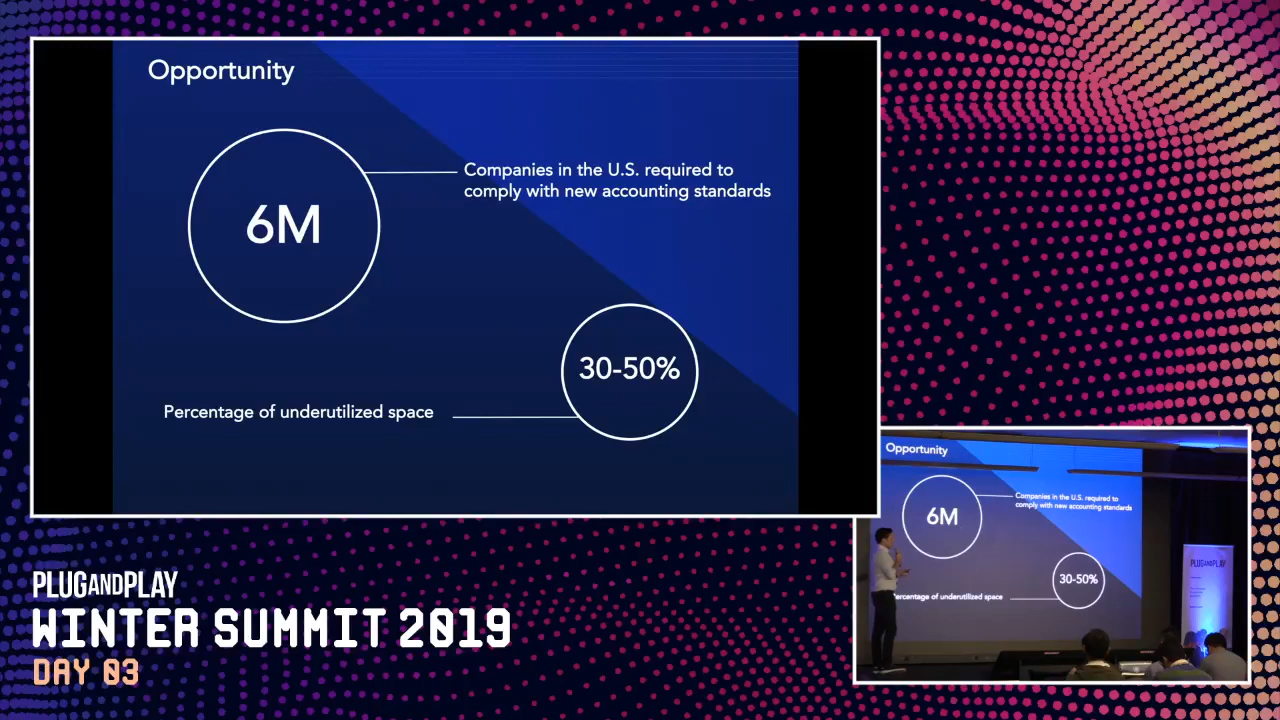 Opportunity
6M
Companies in the U.S. required to
comply with new accounting standards
30-50%
Percentage of underutilized space
PLUGANDPLAY
WINTER SUMMIT 2019
DAY 03
Opportunity
6M
Companies in the U.S. required to
comply with new accounting standards
30-50%
Percentage of underutilized space
PLUGANDPLAY